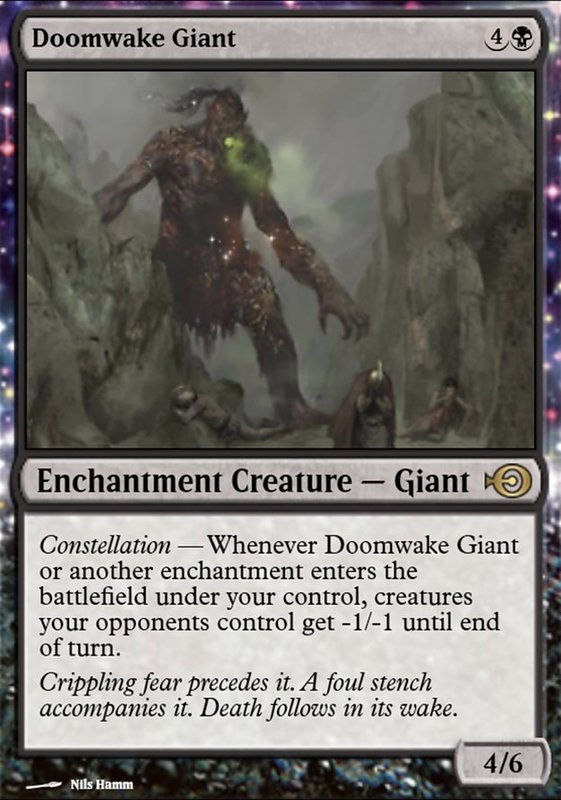 Doomwake Giant 4
Enchantment Creature — Giant
Constellation — Whenever Doomwake Giant
or another enchantment enters the
battlefield under your control, creatures
your opponents control get -1/-1 until end
of turn.
Crippling fear precedes it. A foul stench
accompanies it. Death follows in its wake.
4/6
Nils Hamm